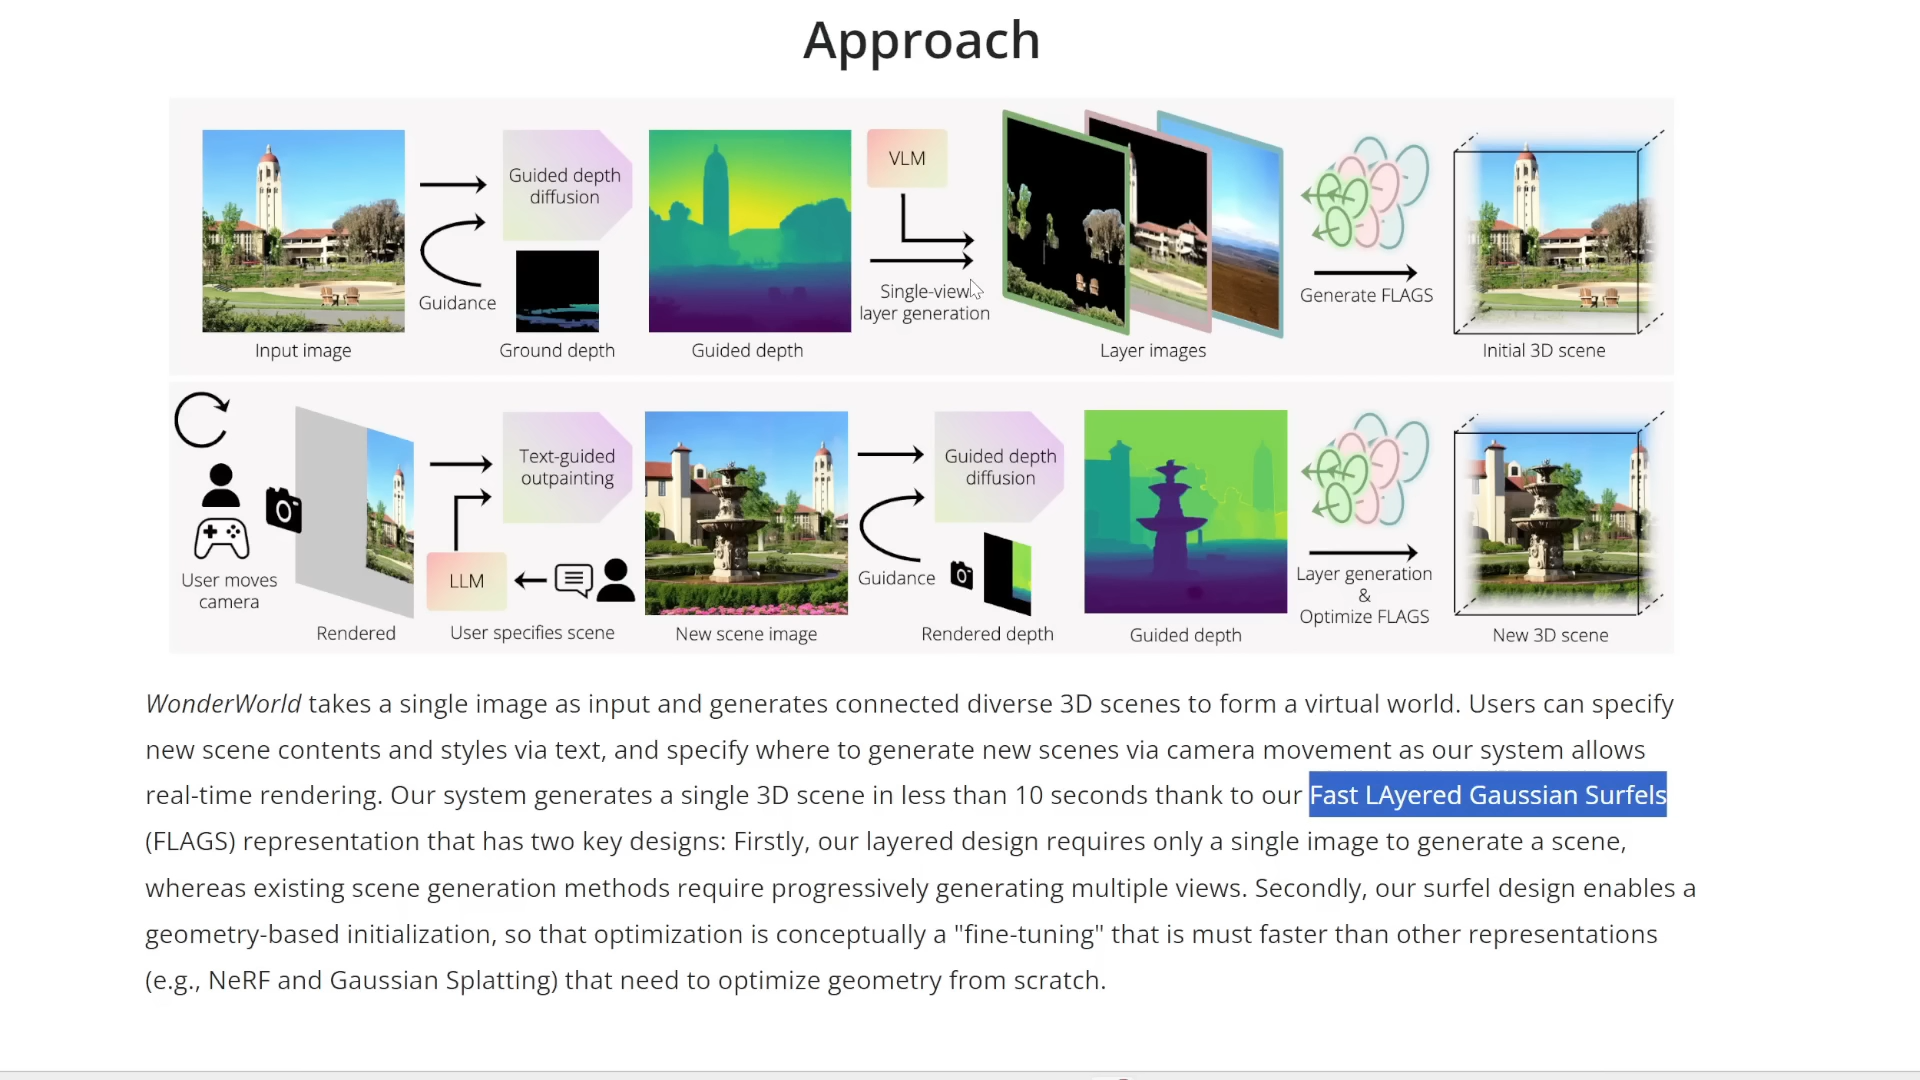 Approach
Guided depth
diffusion
VLM
Guidance
Single-view
layer generation
Generate FLAGS
Input image
Ground depth
Guided depth
Layer images
Initial 3D scene
Text-guided
outpainting
Guided depth
diffusion
User moves
camera
LLM
Guidance
Layer generation
&
Optimize FLAGS
Rendered
User specifies scene
New scene image
Rendered depth
Guided depth
New 3D scene
WonderWorld takes a single image as input and generates connected diverse 3D scenes to form a virtual world. Users can specify
new scene contents and styles via text, and specify where to generate new scenes via camera movement as our system allows
real-time rendering. Our system generates a single 3D scene in less than 10 seconds thank to our Fast LAyered Gaussian Surfels
(FLAGS) representation that has two key designs: Firstly, our layered design requires only a single image to generate a scene,
whereas existing scene generation methods require progressively generating multiple views. Secondly, our surfel design enables a
geometry-based initialization, so that optimization is conceptually a "fine-tuning" that is must faster than other representations
(e.g., NeRF and Gaussian Splatting) that need to optimize geometry from scratch.